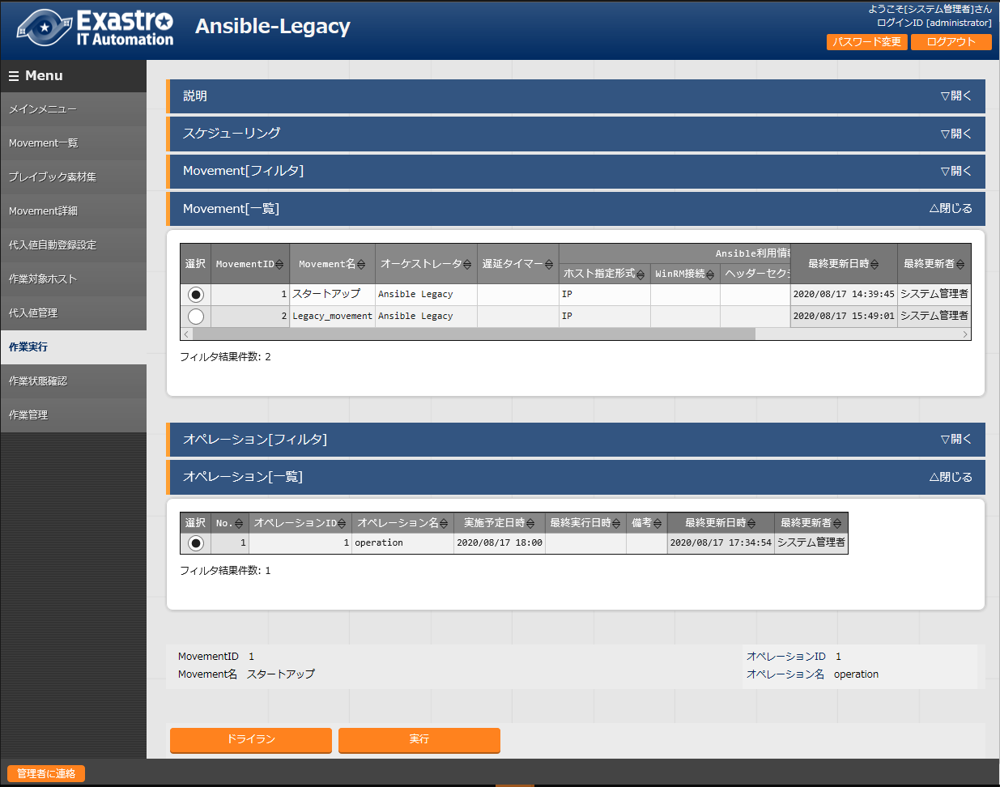 Exastro
IT Automation
Ansible-Legacy
ようこそ[システム管理者]さん
ログインID [administrator]
パスワード変更 ログアウト
Menu
メインメニュー
Movement一覧
プレイブック素材集
Movement詳細
代入値自動登録設定
作業対象ホスト
代入値管理
作業実行
作業状態確認
作業管理
説明 ▽開く
スケジューリング ▽開く
Movement[フィルタ] ▽開く
Movement[一覧] △閉じる
選択 MovementID Movement名 オーケストレータ 遅延タイマー Ansible利用情 最終更新日時 最終更新者
ホスト指定形式 WinRM接続 ヘッダーセク
1 スタートアップ Ansible Legacy IP 2020/08/17 14:39:45 システム管理者
2 Legacy_movement Ansible Legacy IP 2020/08/17 15:49:01 システム管理者
フィルタ結果件数: 2
オペレーション[フィルタ] ▽開く
オペレーション[一覧] △閉じる
選択 No. オペレーションID オペレーション名 実施予定日時 最終実行日時 備考 最終更新日時 最終更新者
1 1 operation 2020/08/17 18:00 2020/08/17 17:34:54 システム管理者
フィルタ結果件数: 1
MovementID 1
Movement名 スタートアップ
オペレーションID 1
オペレーション名 operation
ドライラン 実行
管理者に連絡